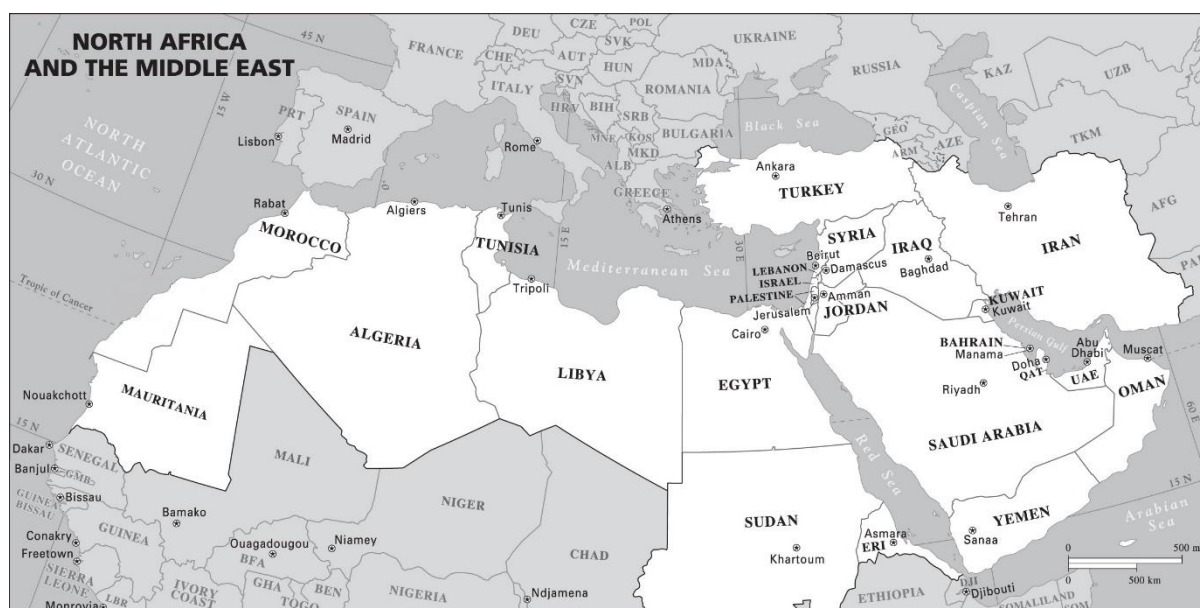 NORTH AFRICA
AND THE MIDDLE EAST
45 N
15 W
30 N
NORTH
ATLANTIC
OCEAN
Tropic of Cancer
15 N
PRT
SPAIN
Lisbon
Madrid
FRANCE
DEU
CZE
POL
CHE
AUT
SVK
HUN
SVN
ITALY
HRV
BIH
SRB
MNE
KOS
MKD
ALB
ROMANIA
MDA
BULGARIA
UKRAINE
RUSSIA
KAZ
UZB
TKM
Caspian
Sea
Black Sea
GEO
ARM
AZE
AFG
Rome
GREECE
Athens
Ankara
TURKEY
Tehran
IRAN
0°
15 E
30 E
Rabat
MOROCCO
Algiers
Tunis
TUNISIA
Mediterranean Sea
Tripoli
SYRIA
Beirut
LEBANON
Damascus
ISRAEL
PALESTINE
Amman
Jerusalem
JORDAN
IRAQ
Baghdad
KUWAIT
Kuwait
Persian Gulf
BAHRAIN
Manama
Doha
QAT
Abu
Dhabi
UAE
Muscat
OMAN
60 E
Cairo
ALGERIA
LIBYA
EGYPT
Riyadh
SAUDI ARABIA
Red Sea
MAURITANIA
Nouakchott
Dakar
SENEGAL
Banjul
GMB
GUINEA
BISSAU
Bissau
GUINEA
Conakry
Freetown
SIERRA
LEONE
Monrovia
LBR
IVORY
COAST
MALI
Bamako
Ouagadougou
BFA
GHA
TOGO
BEN
Niamey
NIGER
NIGERIA
CHAD
Ndjamena
SUDAN
Khartoum
Asmara
ERI
ETHIOPIA
DJI
Djibouti
SOMALILAND
SOM
YEMEN
Sanaa
15 N
Arabian
Sea
0 500 m
0 500 km